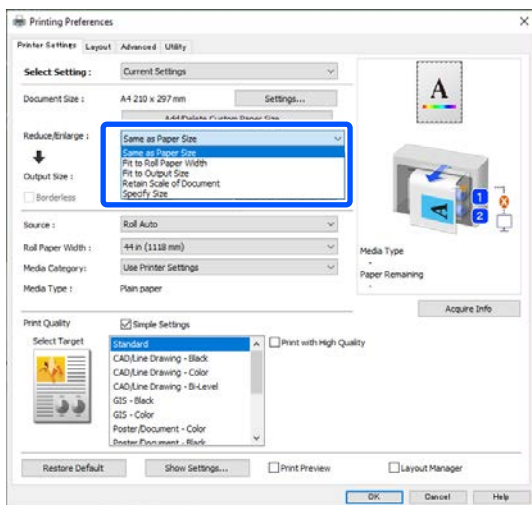 Printing Preferences
Printer Settings Layout Advanced Utility
Select Setting : Current Settings
Document Size : A4 210 x 297 mm Settings...
Add/Delete Custom Paper Size...
Reduce/Enlarge : Same as Paper Size
Same as Paper Size
Fit to Roll Paper Width
Fit to Output Size
Retain Scale of Document
Specify Size
Output Size :
Borderless
Source : Roll Auto
Roll Paper Width : 44 in (1118 mm)
Media Category: Use Printer Settings
Media Type : Plain paper
A
A
1
2
Media Type
-
Paper Remaining
-
Acquire Info
Print Quality Simple Settings
Select Target
Standard
CAD/Line Drawing - Black
CAD/Line Drawing - Color
CAD/Line Drawing - Bi-Level
GIS - Black
GIS - Color
Poster/Document - Color
Poster/Document - Black
Print with High Quality
Restore Default Show Settings... Print Preview Layout Manager
OK Cancel Help